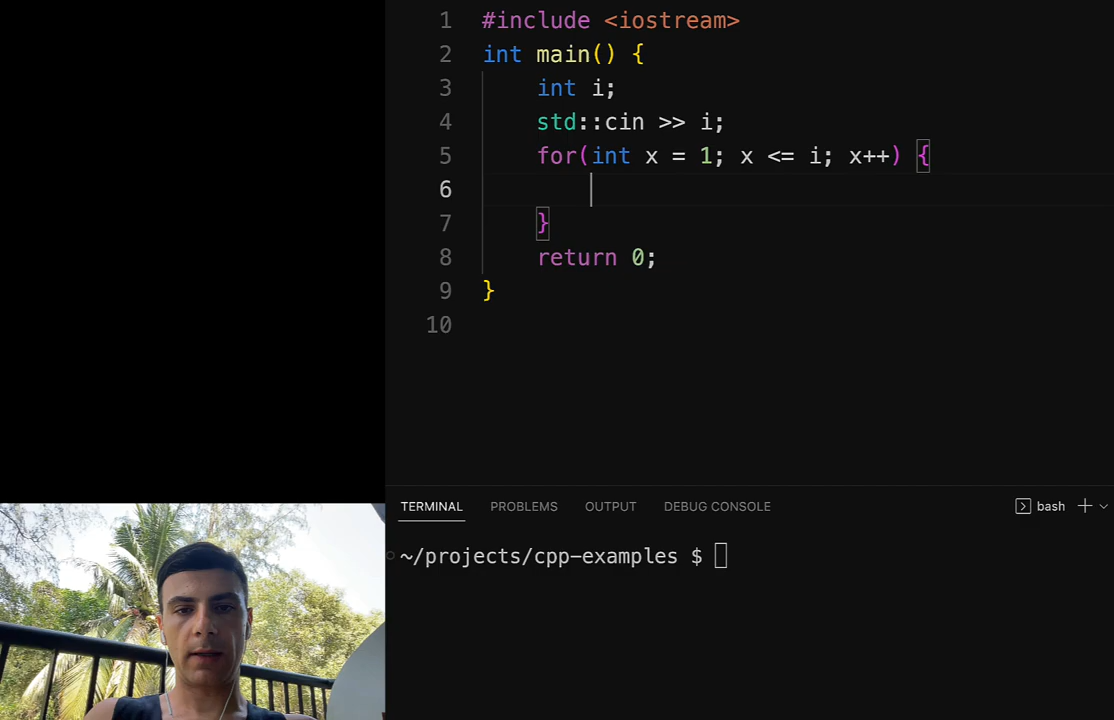 1 #include <iostream>
2 int main() {
3 int i;
4 std::cin >> i;
5 for(int x = 1; x <= i; x++) {
6
7 }
8 return 0;
9 }
10
TERMINAL PROBLEMS OUTPUT DEBUG CONSOLE bash
~/projects/cpp-examples $